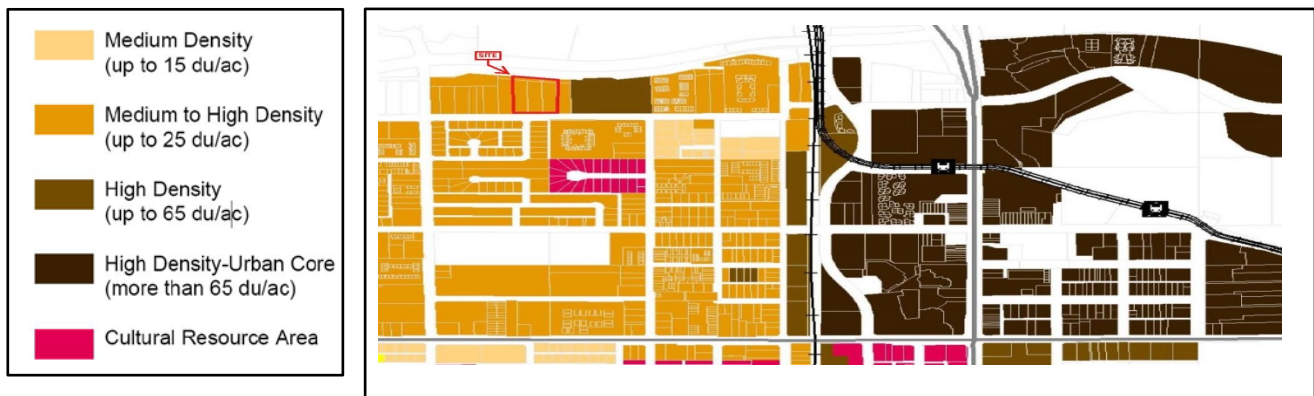 Medium Density
(up to 15 du/ac)
Medium to High Density
(up to 25 du/ac)
High Density
(up to 65 du/ac)
High Density-Urban Core
(more than 65 du/ac)
Cultural Resource Area
SITE